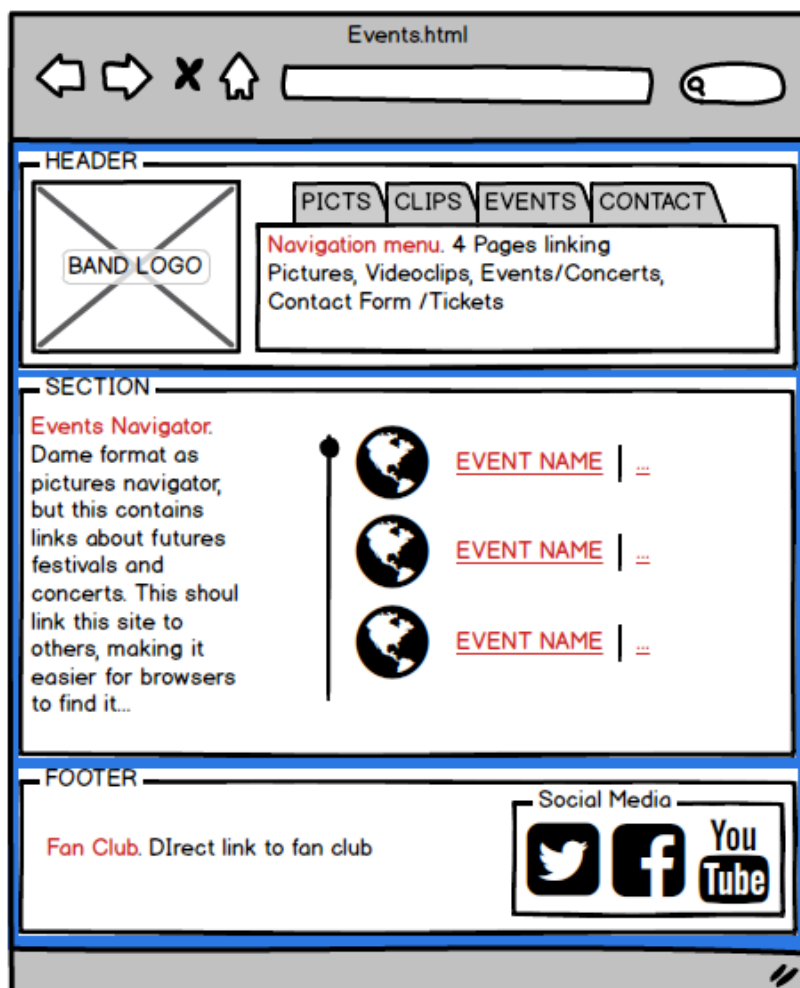 Events.html
HEADER
BAND LOGO
PICTS CLIPS EVENTS CONTACT
Navigation menu. 4 Pages linking
Pictures, Videoclips, Events/Concerts,
Contact Form /Tickets
SECTION
Events Navigator.
Dame format as
pictures navigator,
but this contains
links about futures
festivals and
concerts. This shoul
link this site to
others, making it
easier for browsers
to find it...
EVENT NAME | ...
EVENT NAME | ...
EVENT NAME | ...
FOOTER
Fan Club. DIrect link to fan club
Social Media
You
Tube